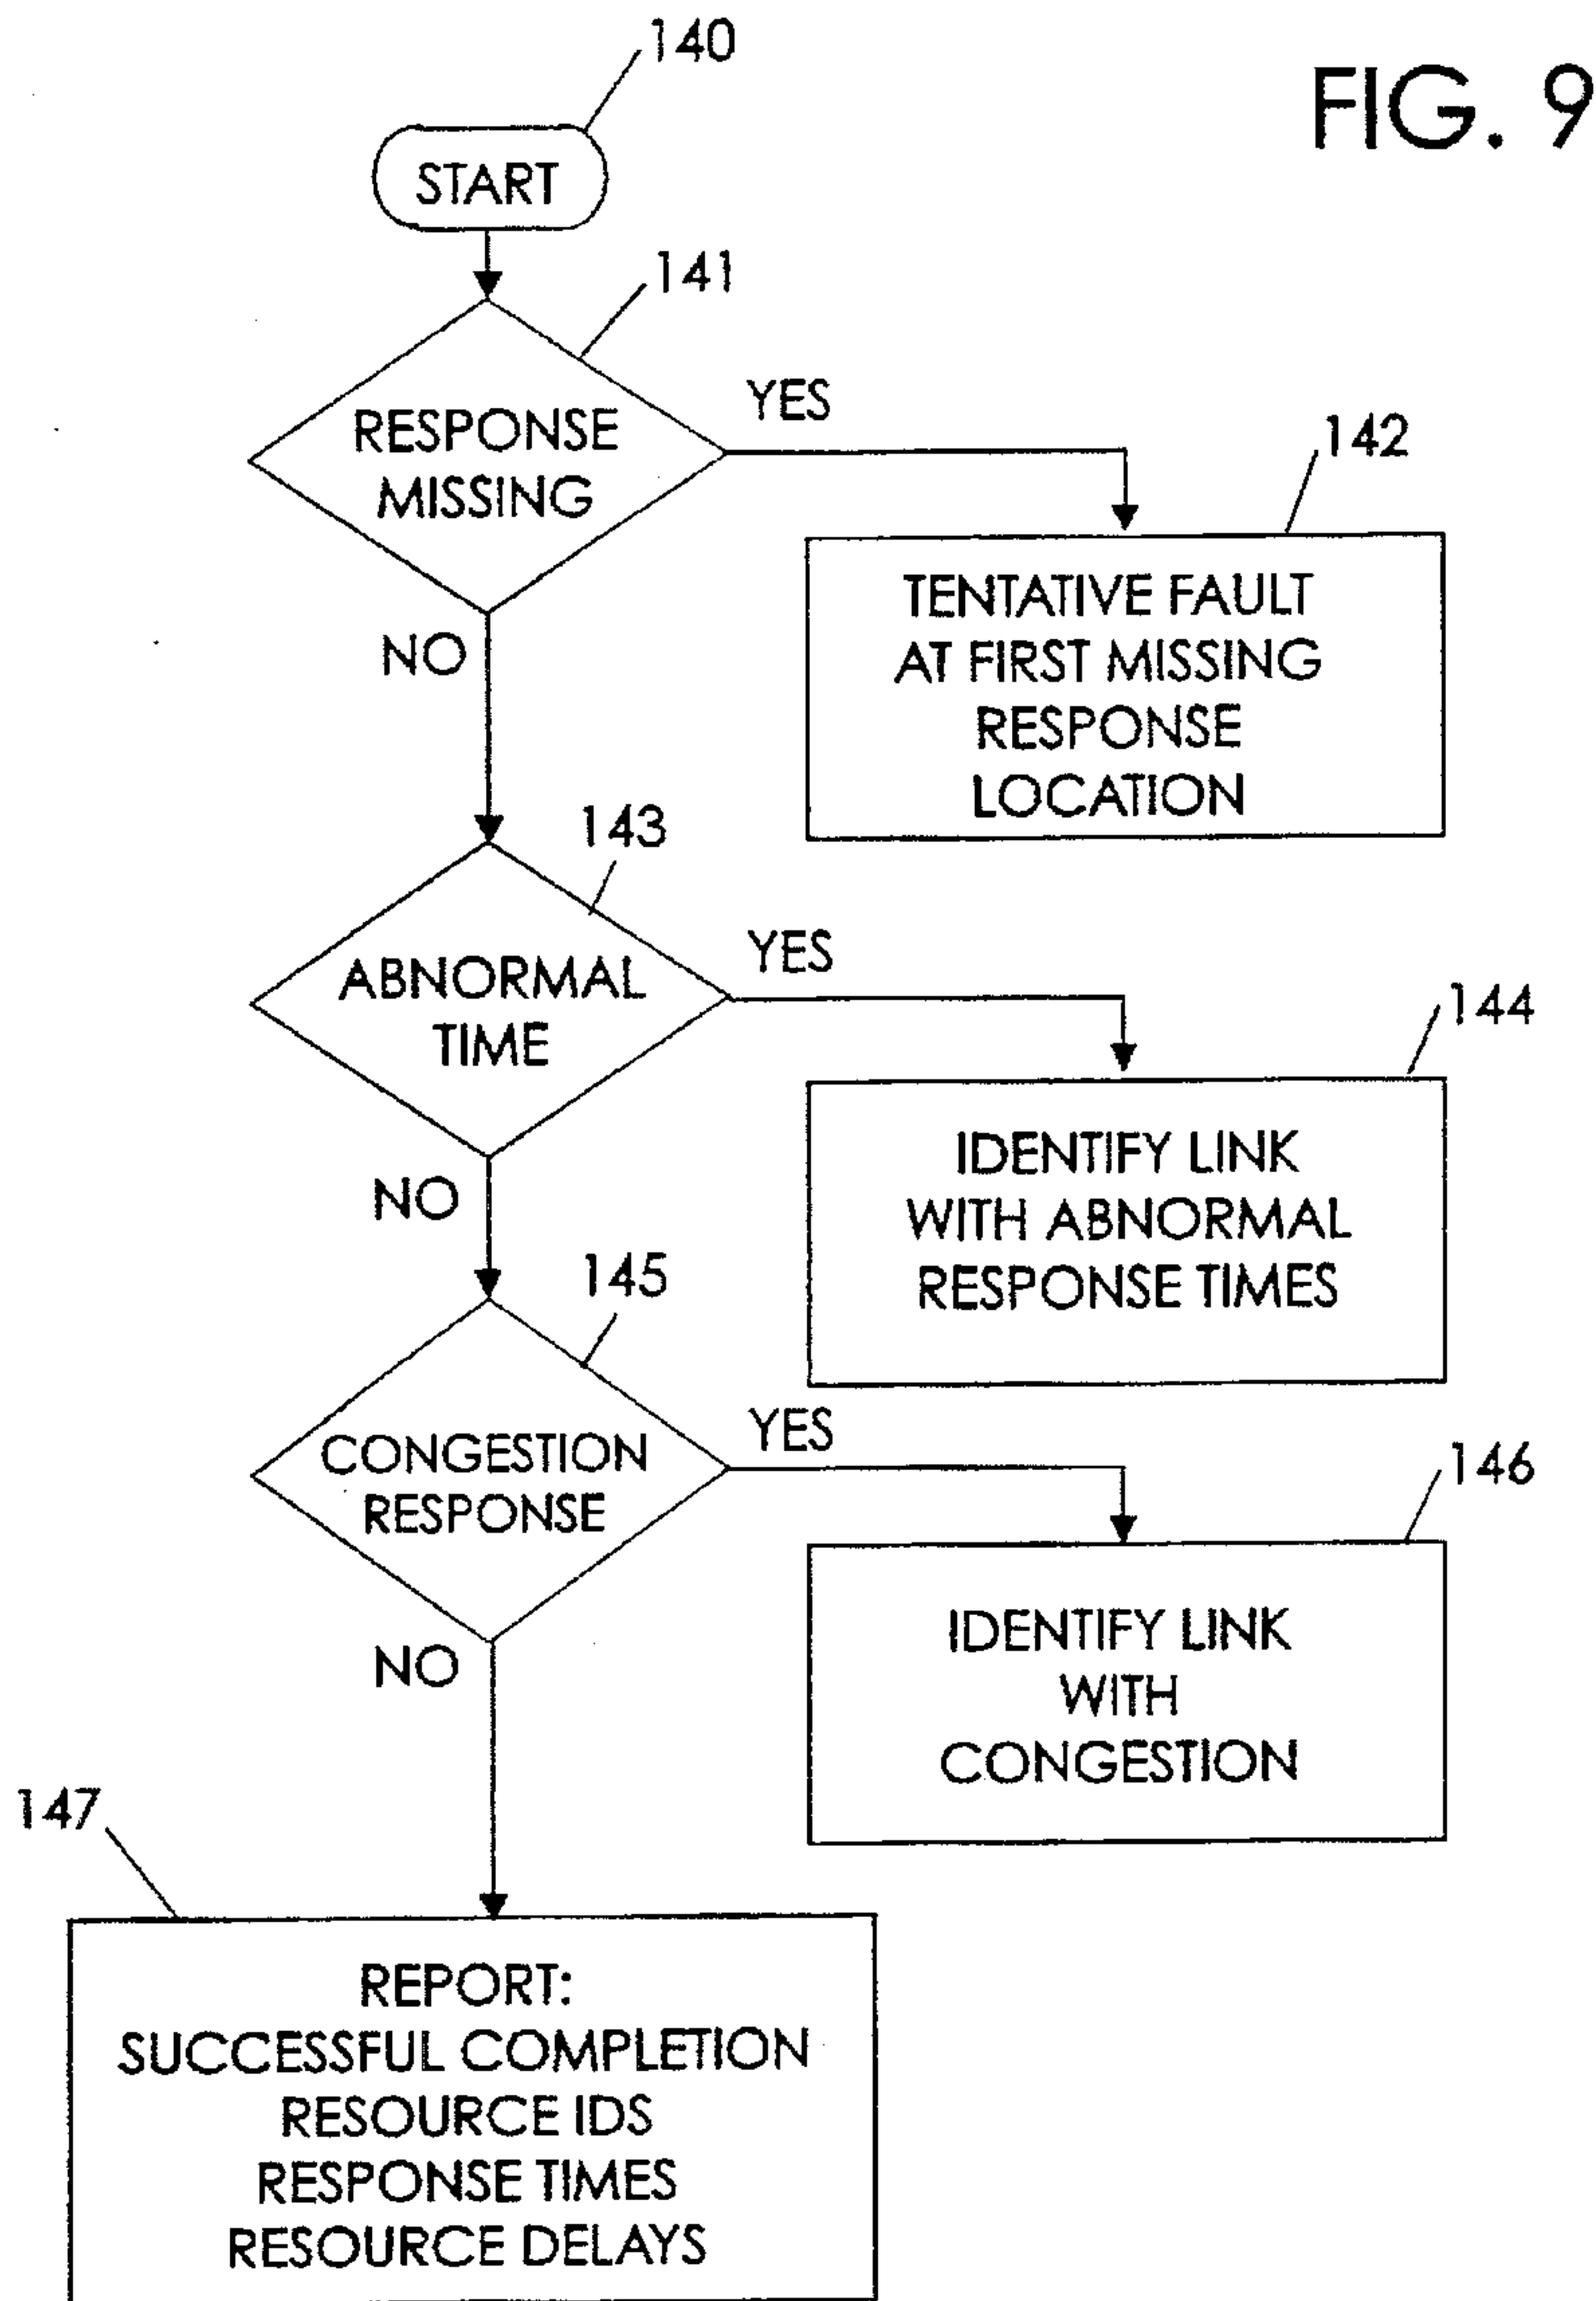 140
FIG. 9
START
141
RESPONSE
MISSING
YES
142
NO
TENTATIVE FAULT
AT FIRST MISSING
RESPONSE
LOCATION
143
ABNORMAL
TIME
YES
144
NO
IDENTIFY LINK
WITH ABNORMAL
RESPONSE TIMES
145
CONGESTION
RESPONSE
YES
146
NO
IDENTIFY LINK
WITH
CONGESTION
147
REPORT:
SUCCESSFUL COMPLETION
RESOURCE IDS
RESPONSE TIMES
RESOURCE DELAYS